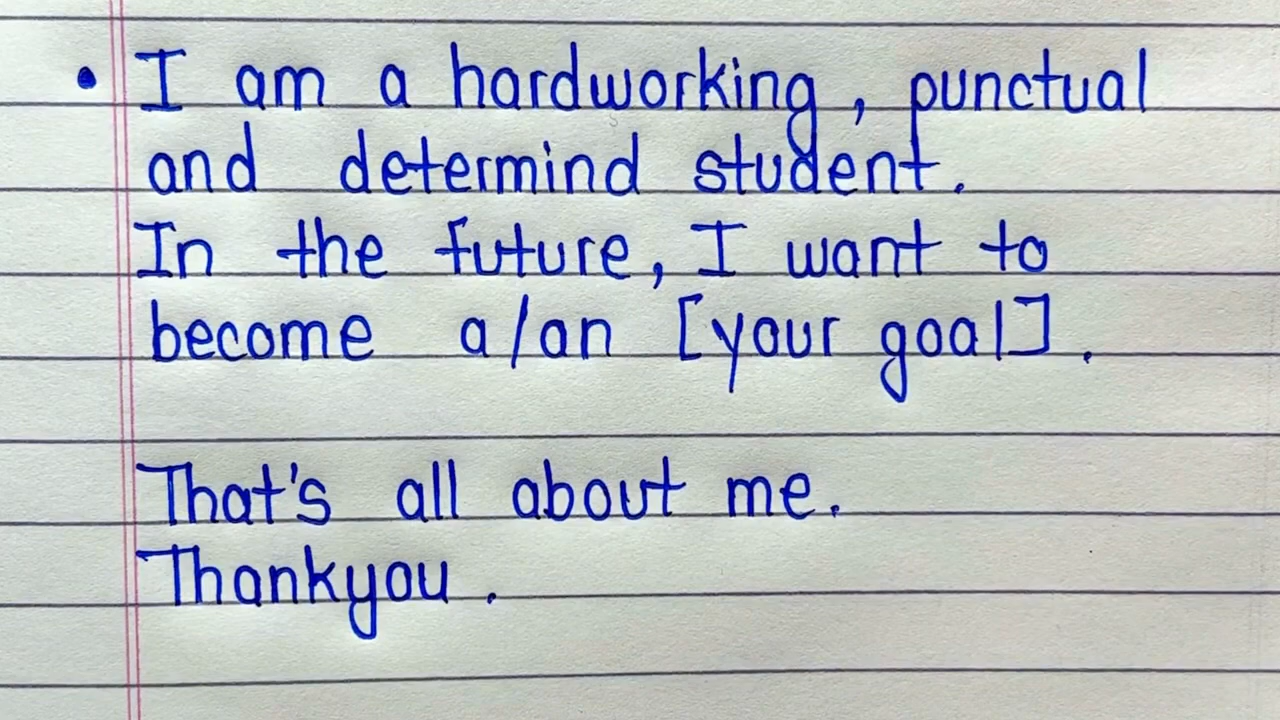 • I am a hardworking, punctual
and determind student.
In the future, I want to
become a/an [your goal].
That's all about me.
Thankyou.